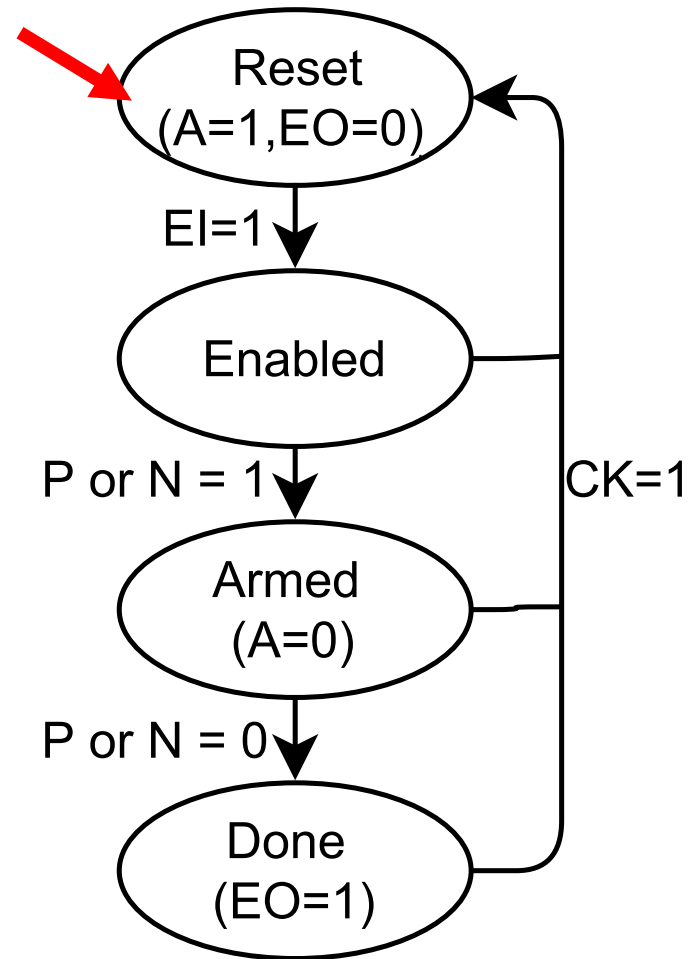 Reset
(A=1,EO=0)
EI=1
Enabled
P or N = 1
CK=1
Armed
(A=0)
P or N = 0
Done
(EO=1)